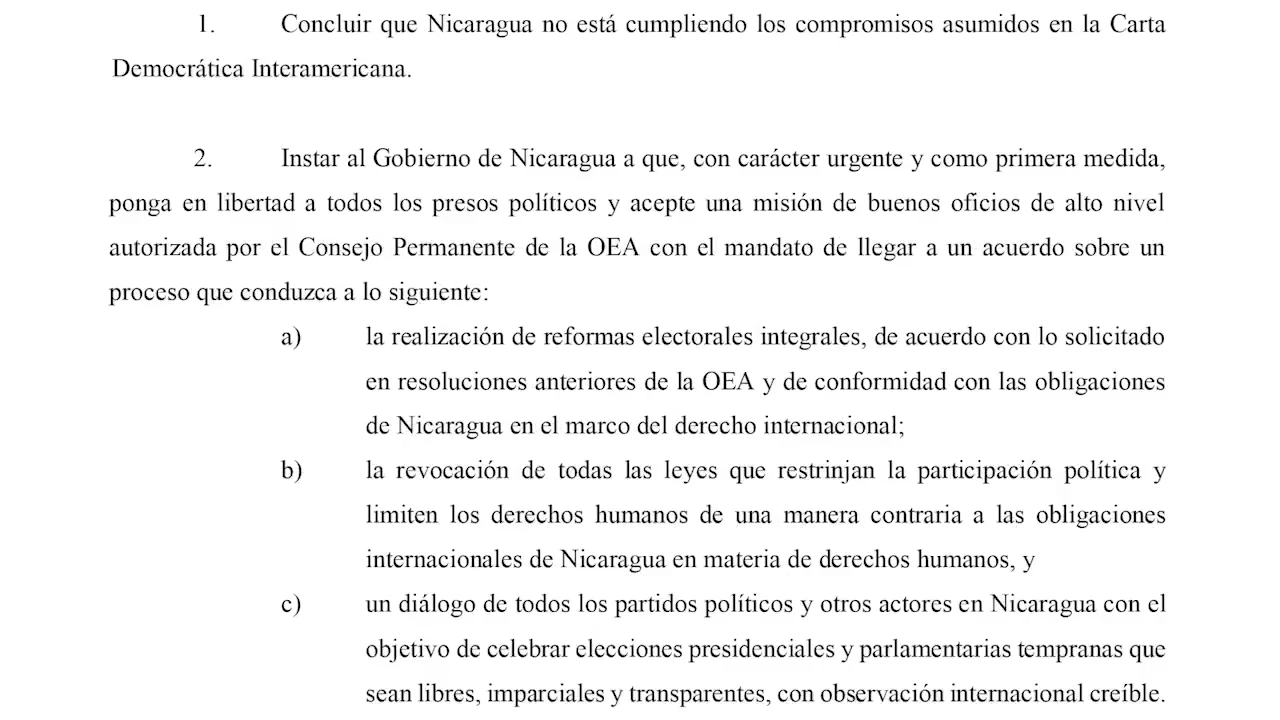 1. Concluir que Nicaragua no está cumpliendo los compromisos asumidos en la Carta
Democrática Interamericana.
2. Instar al Gobierno de Nicaragua a que, con carácter urgente y como primera medida,
ponga en libertad a todos los presos políticos y acepte una misión de buenos oficios de alto nivel
autorizada por el Consejo Permanente de la OEA con el mandato de llegar a un acuerdo sobre un
proceso que conduzca a lo siguiente:
a) la realización de reformas electorales integrales, de acuerdo con lo solicitado
en resoluciones anteriores de la OEA y de conformidad con las obligaciones
de Nicaragua en el marco del derecho internacional;
b) la revocación de todas las leyes que restrinjan la participación política y
limiten los derechos humanos de una manera contraria a las obligaciones
internacionales de Nicaragua en materia de derechos humanos, y
c) un diálogo de todos los partidos políticos y otros actores en Nicaragua con el
objetivo de celebrar elecciones presidenciales y parlamentarias tempranas que
sean libres, imparciales y transparentes, con observación internacional creíble.